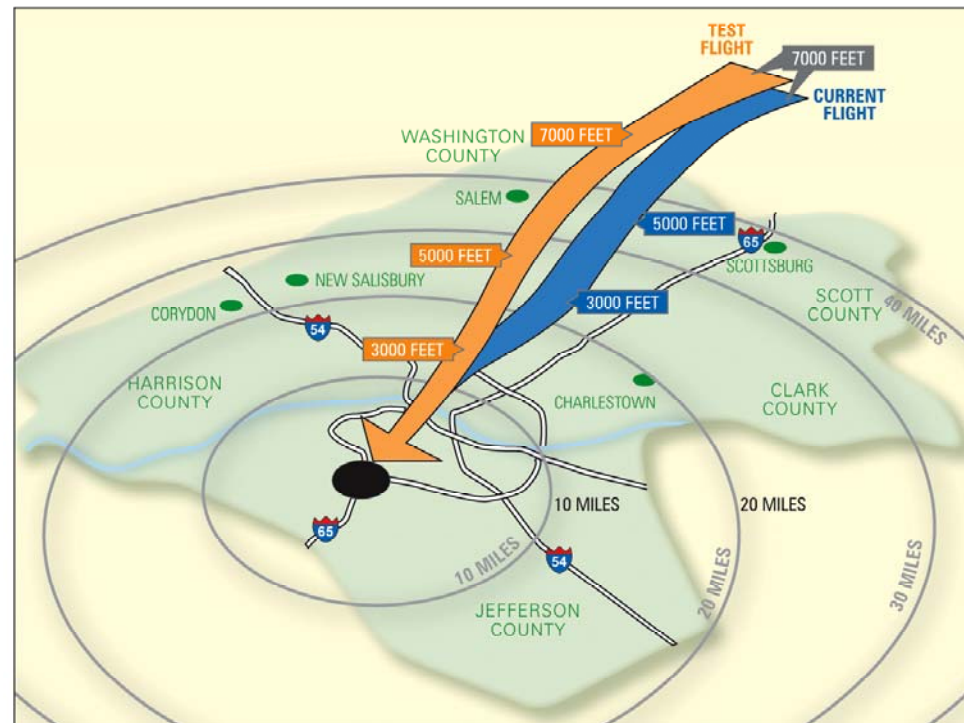 TEST
FLIGHT
7000 FEET
CURRENT
FLIGHT
7000 FEET
WASHINGTON
COUNTY
SALEM
5000 FEET
65
SCOTTSBURG
5000 FEET
NEW SALISBURY
CORYDON
3000 FEET
SCOTT
COUNTY
40 MILES
54
3000 FEET
HARRISON
COUNTY
CHARLESTOWN
CLARK
COUNTY
10 MILES
20 MILES
65
10 MILES
54
20 MILES
30 MILES
JEFFERSON
COUNTY